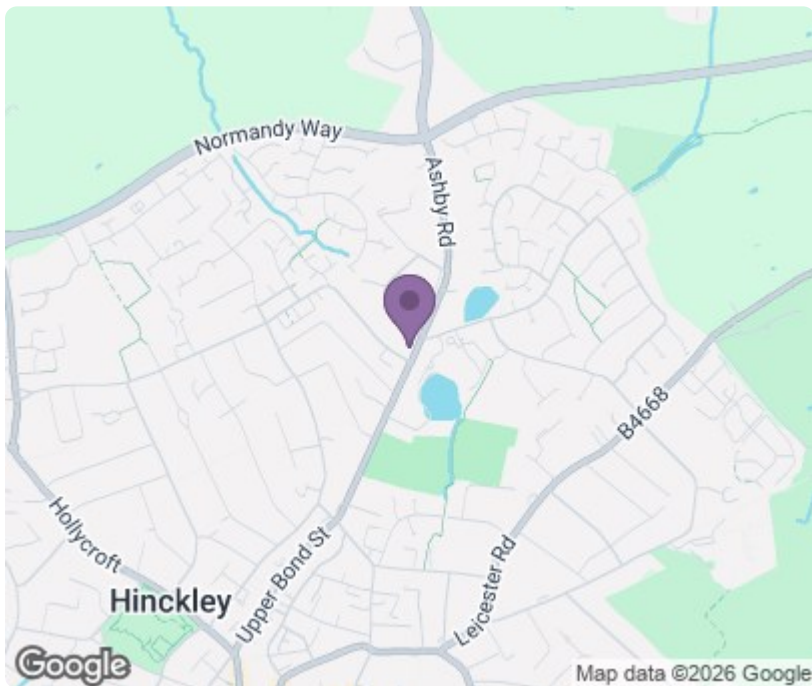 Normandy Way
Ashby Rd
B4668
Hollycroft
Upper Bond St
Leicester Rd
Hinckley
Google
Map data ©2026 Google